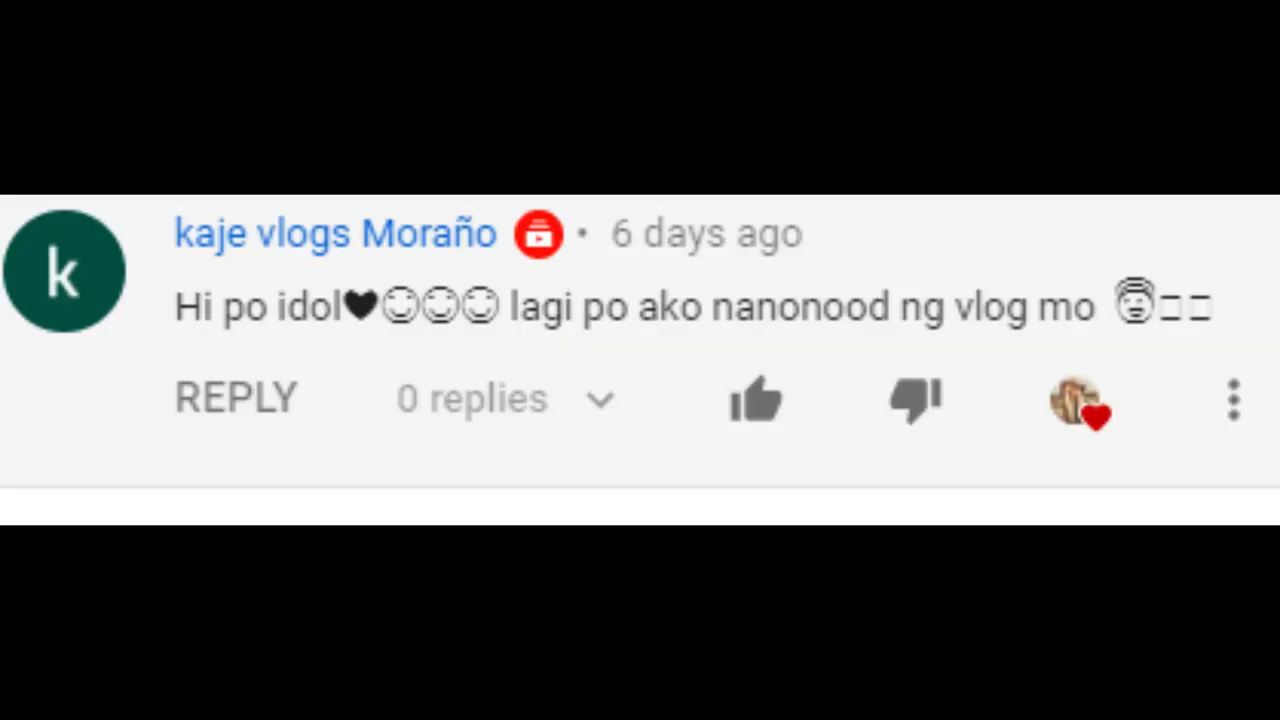 k
kaje vlogs Moraño • 6 days ago
Hi po idol🖤☺☺☺ lagi po ako nanonood ng vlog mo 😇□□
REPLY 0 replies